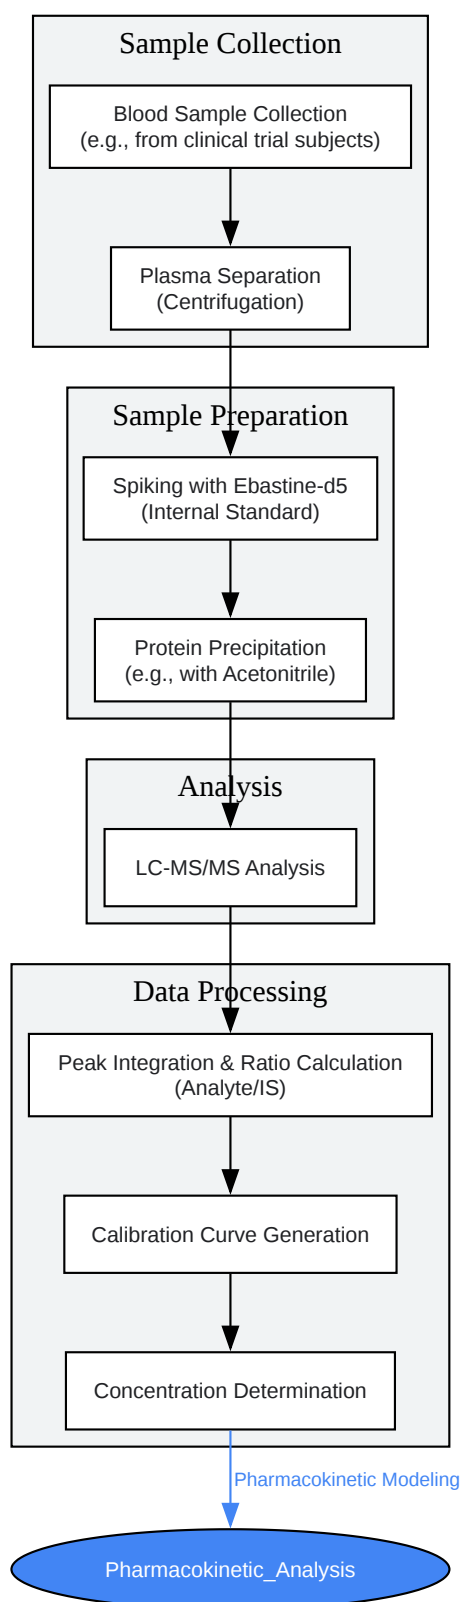 Sample Collection
Blood Sample Collection
(e.g., from clinical trial subjects)
Plasma Separation
(Centrifugation)
Sample Preparation
Spiking with Ebastine-d5
(Internal Standard)
Protein Precipitation
(e.g., with Acetonitrile)
Analysis
LC-MS/MS Analysis
Data Processing
Peak Integration & Ratio Calculation
(Analyte/IS)
Calibration Curve Generation
Concentration Determination
Pharmacokinetic Modeling
Pharmacokinetic_Analysis